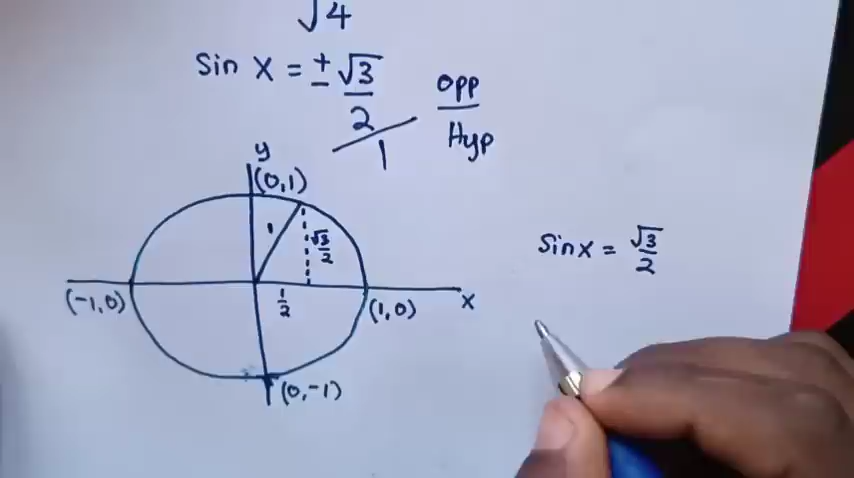 √4
Sin x = ± √3/2 / 1
Opp/Hyp
y
(0,1)
1
√3/2
Sin x = √3/2
(-1,0)
1/2
(1,0)
x
(0,-1)